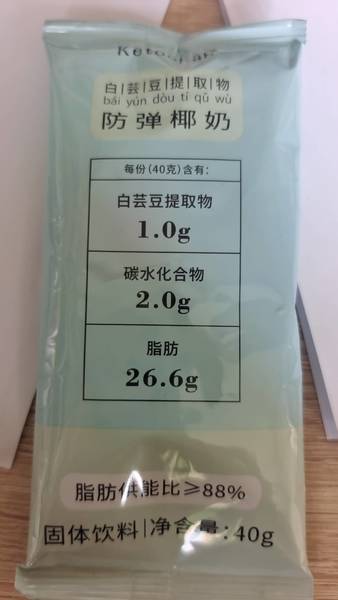 白|芸|豆|提|取|物
bái yún dòu tí qǔ wù
防弹椰奶
每份(40克)含有:
白芸豆提取物
1.0g
碳水化合物
2.0g
脂肪
26.6g
脂肪供能比≥88%
固体饮料|净含量:40g